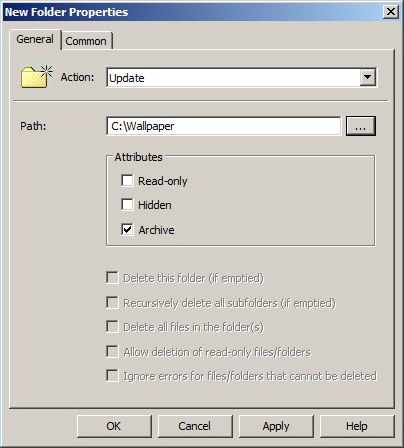 New Folder Properties
General Common
Action: Update
Path: C:\Wallpaper ...
Attributes
Read-only
Hidden
Archive
Delete this folder (if emptied)
Recursively delete all subfolders (if emptied)
Delete all files in the folder(s)
Allow deletion of read-only files/folders
Ignore errors for files/folders that cannot be deleted
OK Cancel Apply Help